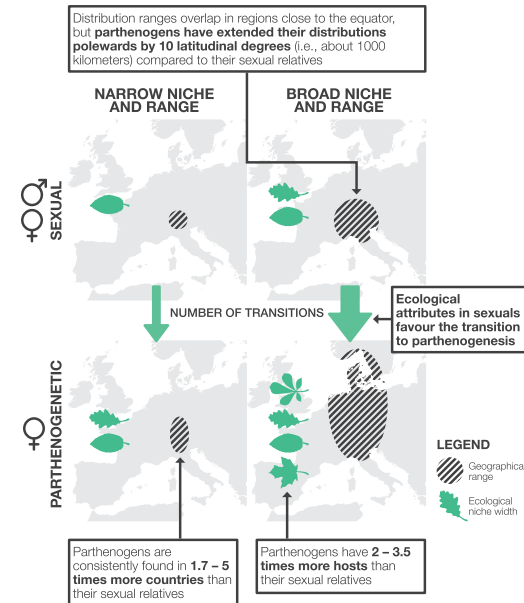 Distribution ranges overlap in regions close to the equator,
but parthenogens have extended their distributions
polewards by 10 latitudinal degrees (i.e., about 1000
kilometers) compared to their sexual relatives
NARROW NICHE
AND RANGE
BROAD NICHE
AND RANGE
SEXUAL
NUMBER OF TRANSITIONS
Ecological
attributes in sexuals
favour the transition
to parthenogenesis
PARTHENOGENETIC
LEGEND
Geographical
range
Ecological
niche width
Parthenogens are
consistently found in 1.7 – 5
times more countries than
their sexual relatives
Parthenogens have 2 – 3.5
times more hosts than
their sexual relatives